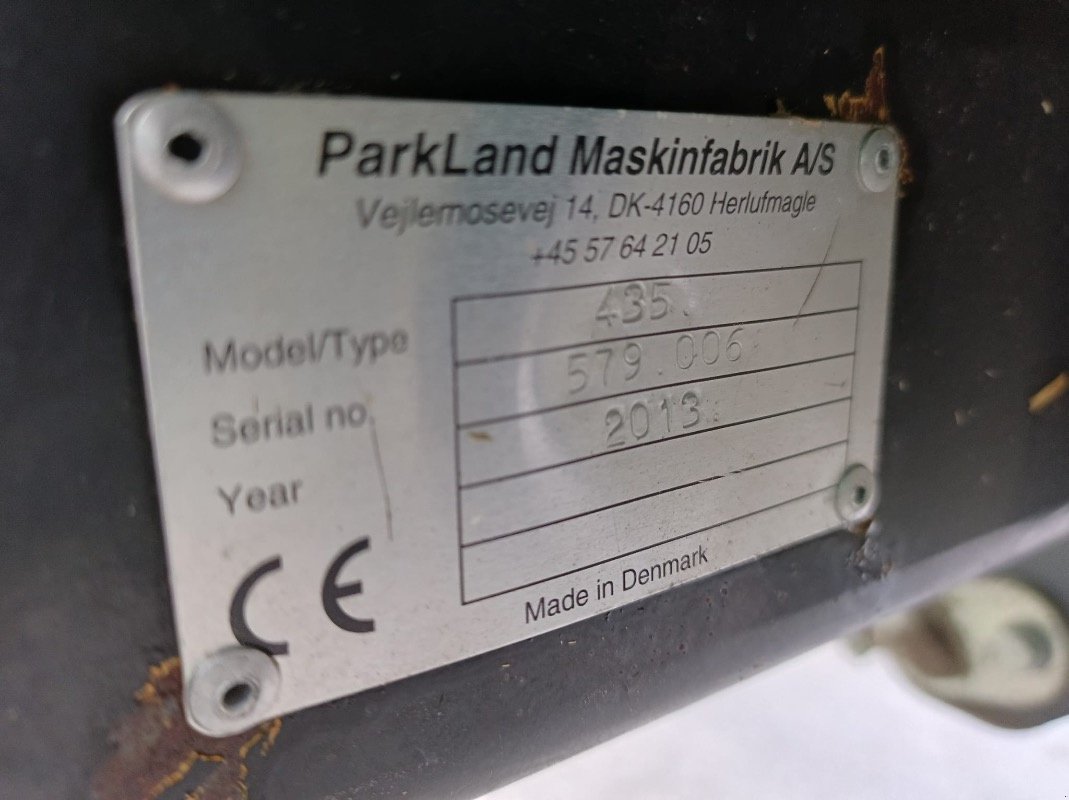 ParkLand Maskinfabrik A/S
Vejlemosevej 14, DK-4160 Herlufmagle
+45 57 64 21 05
Model/Type 435
Serial no. 579.006
Year 2013
CE
Made in Denmark